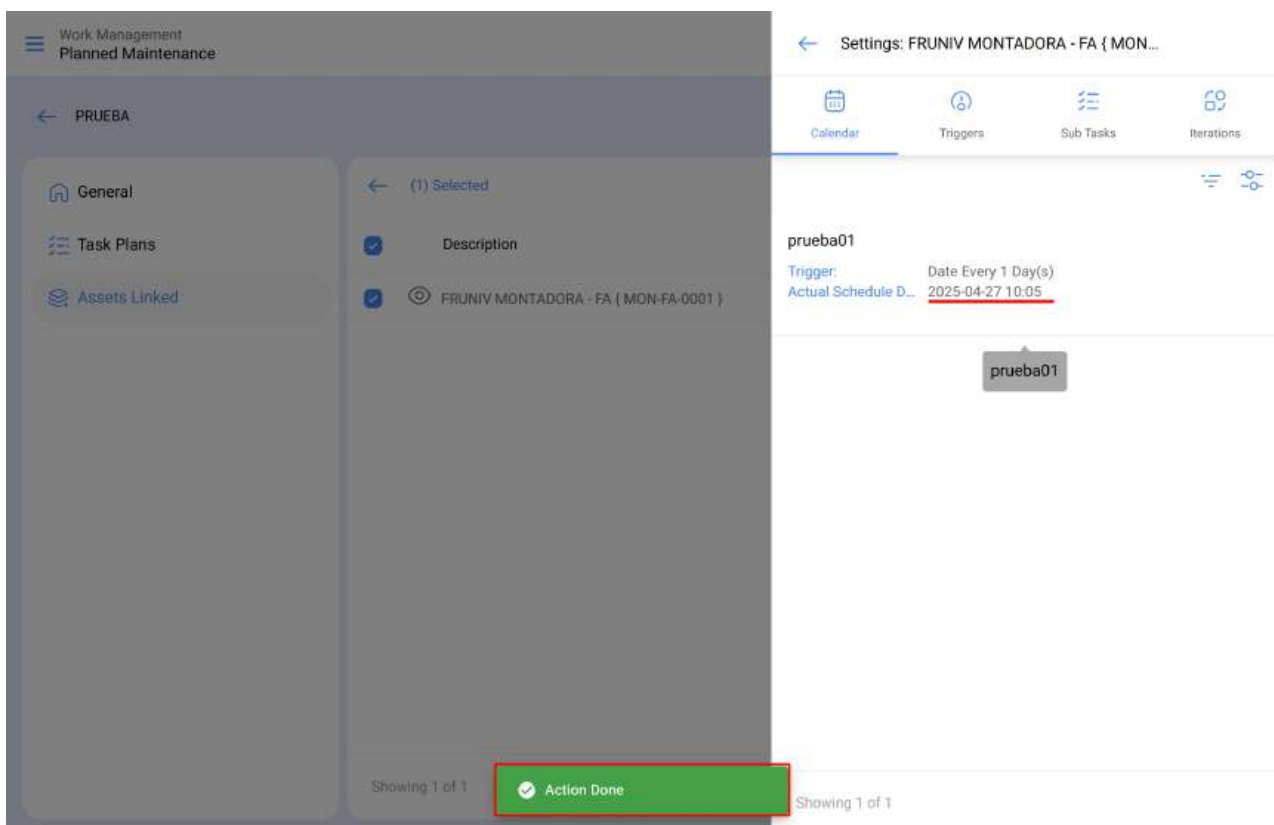 Work Management
Planned Maintenance
PRUEBA
General
Task Plans
Assets Linked
(1) Selected
Description
FRUNIV MONTADORA - FA ( MON-FA-0001 )
Showing 1 of 1
Action Done
Settings: FRUNIV MONTADORA - FA { MON...
Calendar
Triggers
Sub Tasks
Iterations
prueba01
Trigger: Date Every 1 Day(s)
Actual Schedule D... 2025-04-27 10:05
prueba01
Showing 1 of 1